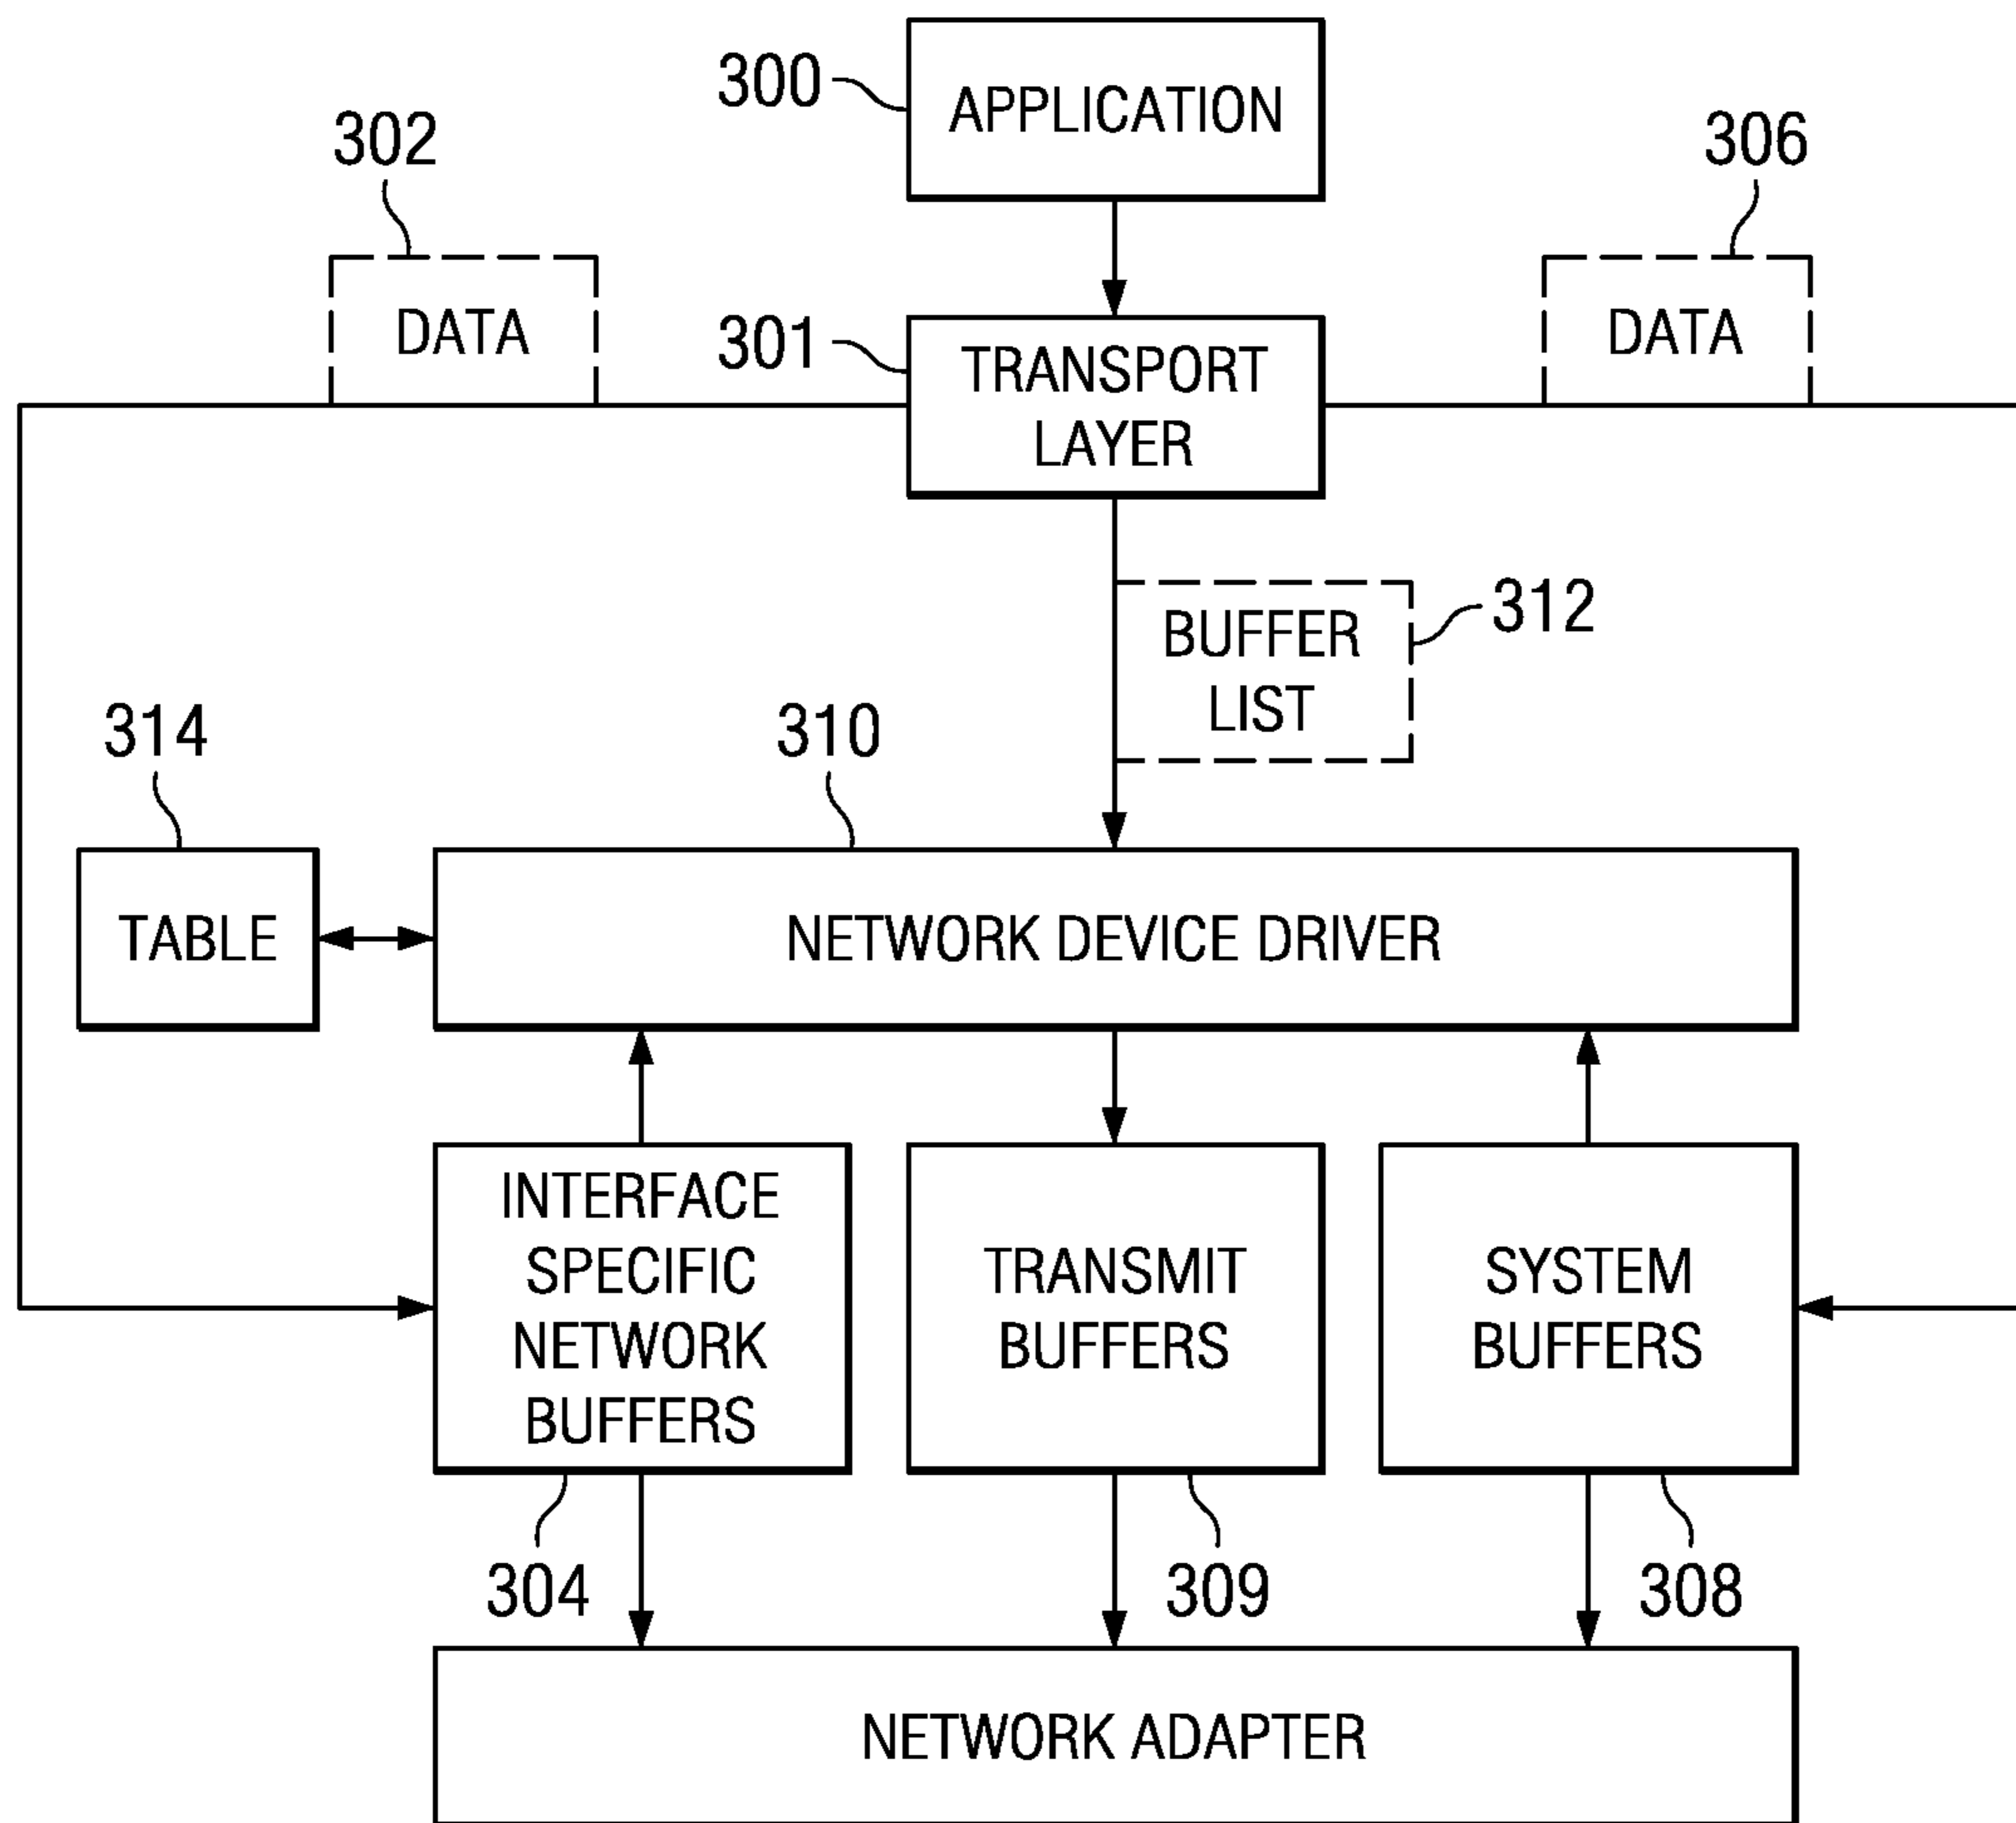 300
APPLICATION
302
306
DATA
301
TRANSPORT
LAYER
DATA
BUFFER
LIST
312
314
310
TABLE
NETWORK DEVICE DRIVER
INTERFACE
SPECIFIC
NETWORK
BUFFERS
TRANSMIT
BUFFERS
SYSTEM
BUFFERS
304
309
308
NETWORK ADAPTER